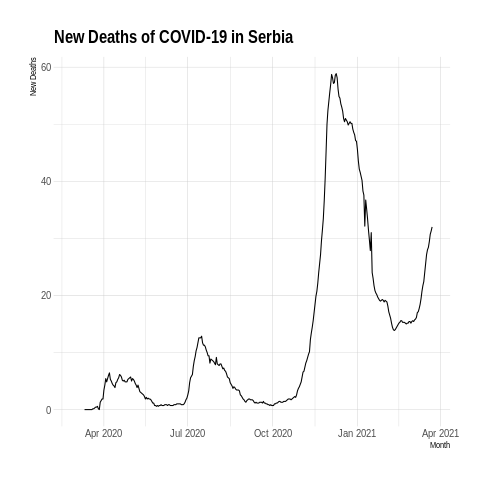 New Deaths of COVID-19 in Serbia
New Deaths
60
40
20
0
Apr 2020
Jul 2020
Oct 2020
Jan 2021
Apr 2021
Month